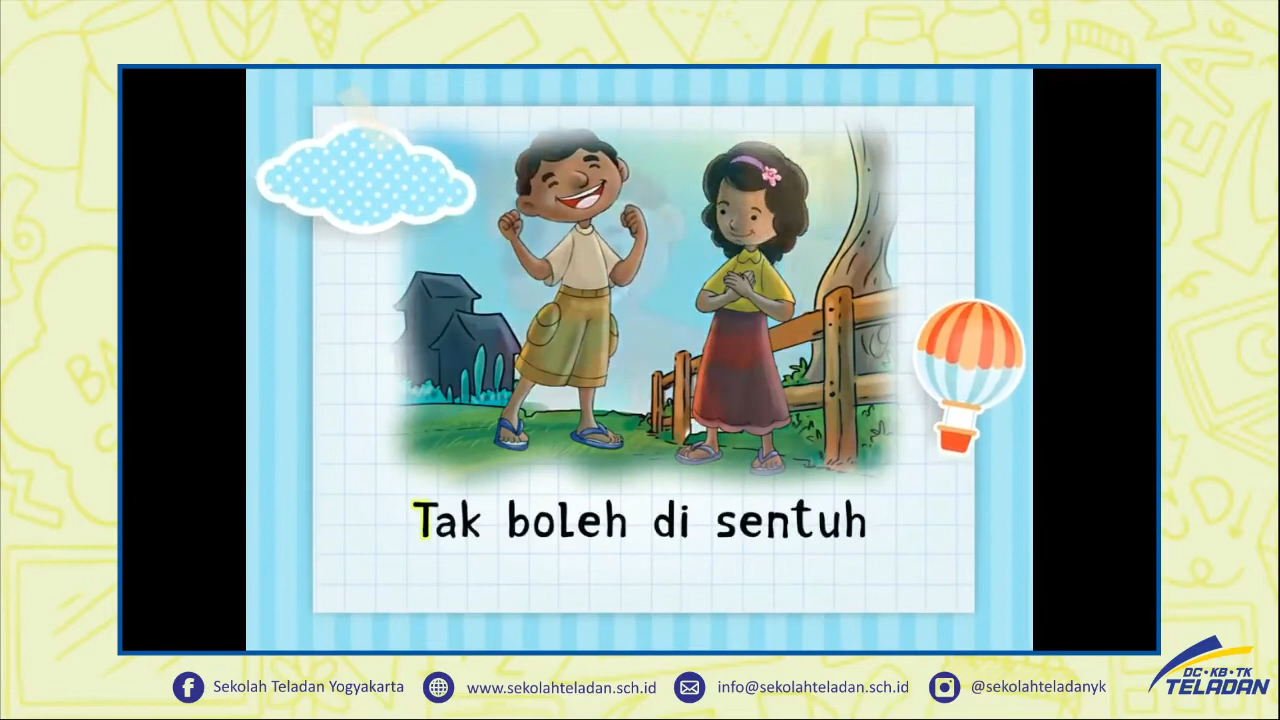 Tak boleh di sentuh
Sekolah Teladan Yogyakarta
www.sekolahteladan.sch.id
info@sekolahteladan.sch.id
@sekolahteladanyk
DC•KB•TK
TELADAN